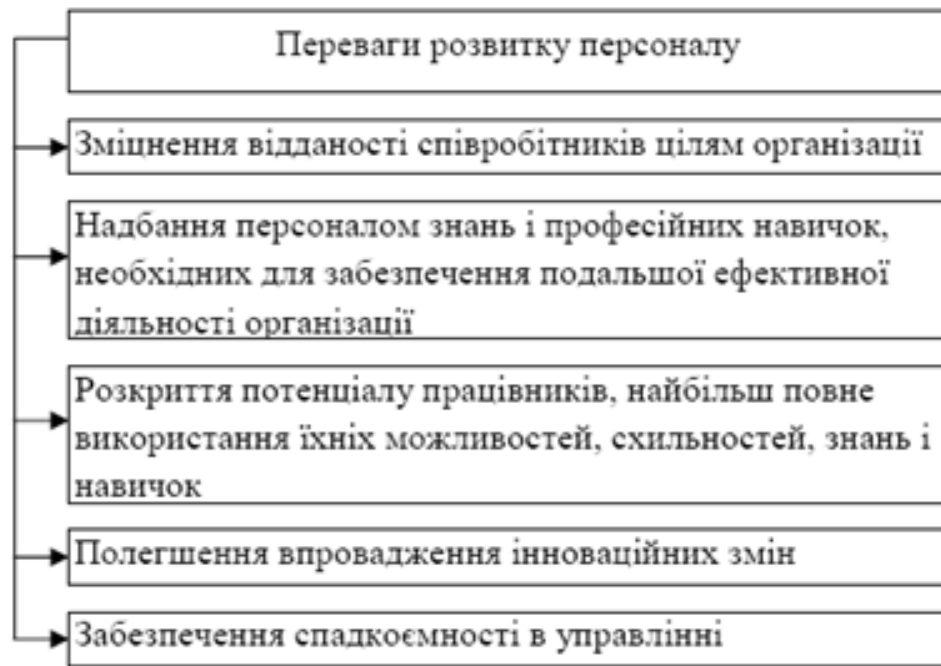 Переваги розвитку персоналу
Зміцнення відданості співробітників цілям організації
Надбання персоналом знань і професійних навичок,
необхідних для забезпечення подальшої ефективної
діяльності організації
Розкриття потенціалу працівників, найбільш повне
використання їхніх можливостей, схильностей, знань і
навичок
Полегшення впровадження інноваційних змін
Забезпечення спадкоємності в управлінні